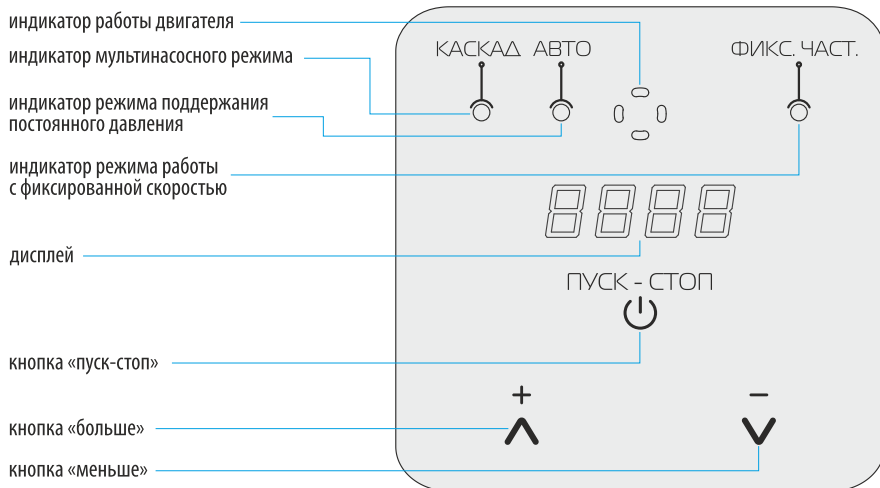 индикатор работы двигателя
индикатор мультинасосного режима
индикатор режима поддержания
постоянного давления
индикатор режима работы
с фиксированной скоростью
дисплей
кнопка «пуск-стоп»
кнопка «больше»
кнопка «меньше»
КАСКАД АВТО ФИКС. ЧАСТ.
8888
ПУСК - СТОП
+ −